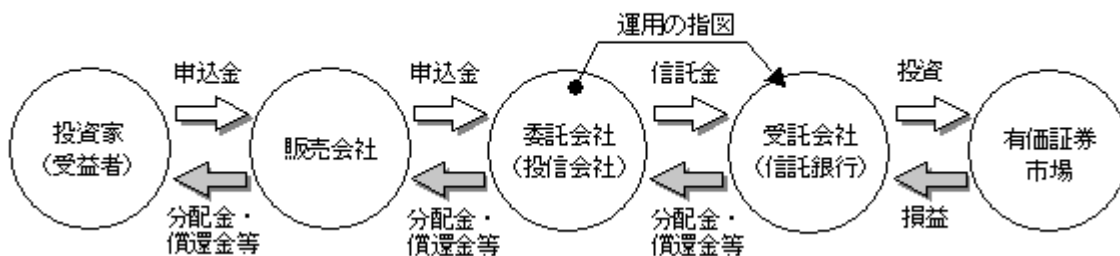 運用の指図
申込金
申込金
信託金
投資
投資家
（受益者）
販売会社
委託会社
（投信会社）
受託会社
（信託銀行）
有価証券
市場
分配金・
償還金等
分配金・
償還金等
分配金・
償還金等
損益